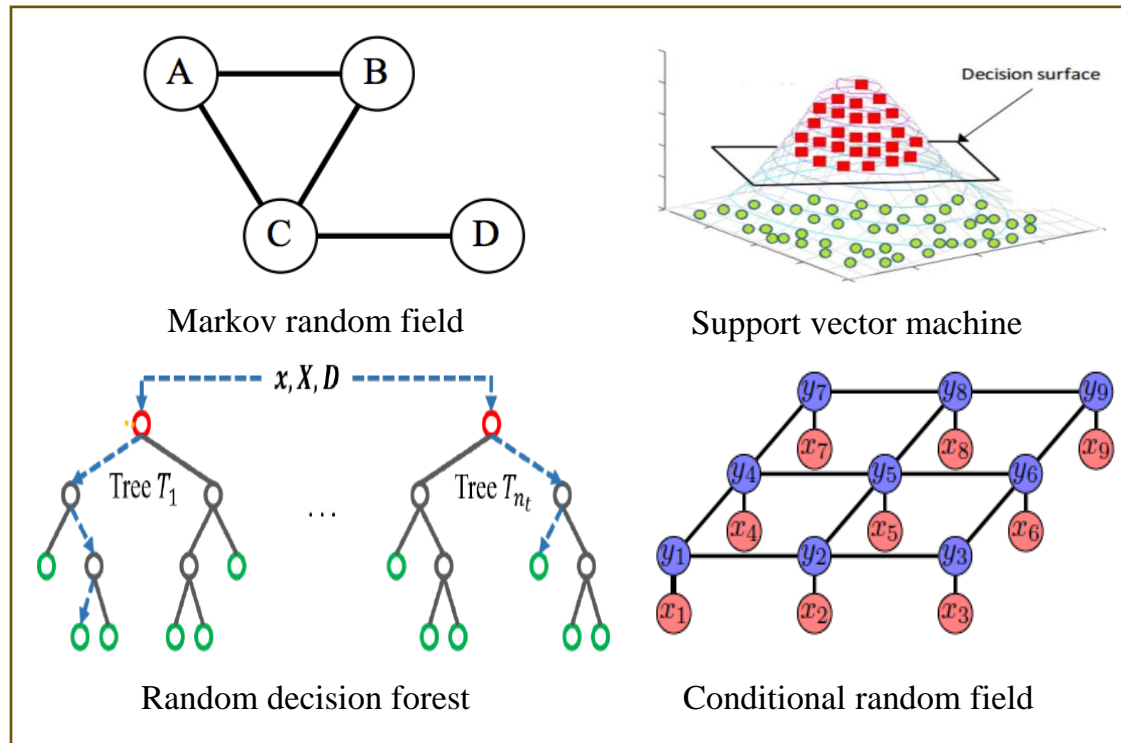 A
B
C
D
Markov random field
Decision surface
Support vector machine
x, X, D
Tree T₁
Tree Tₙₜ
...
Random decision forest
y₇
y₈
y₉
x₇
x₈
x₉
y₄
y₅
y₆
x₄
x₅
x₆
y₁
y₂
y₃
x₁
x₂
x₃
Conditional random field